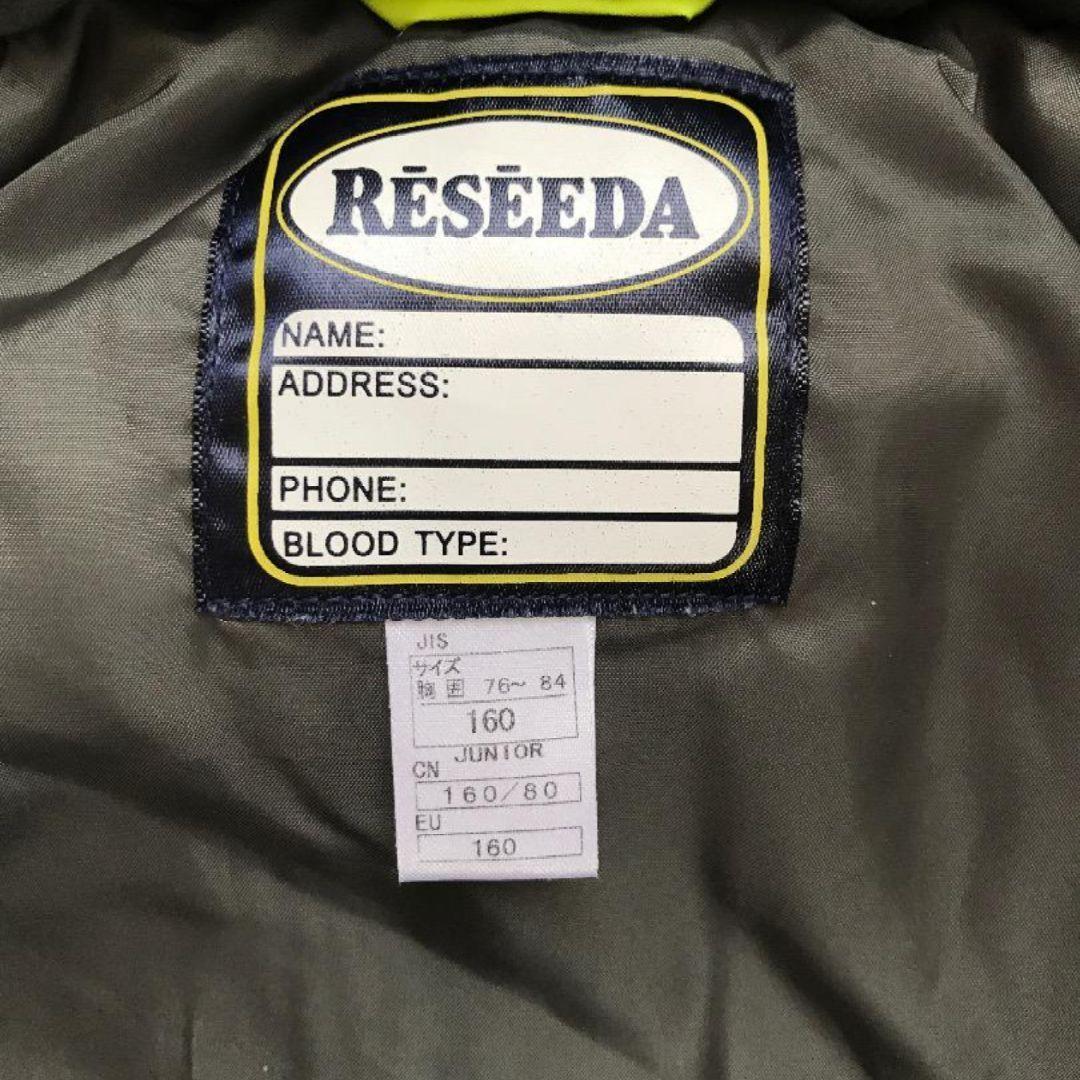 RĒSĒEDA
NAME:
ADDRESS:
PHONE:
BLOOD TYPE:
JIS
サイズ
胸囲 76～84
160
JUNIOR
CN
160/80
EU
160